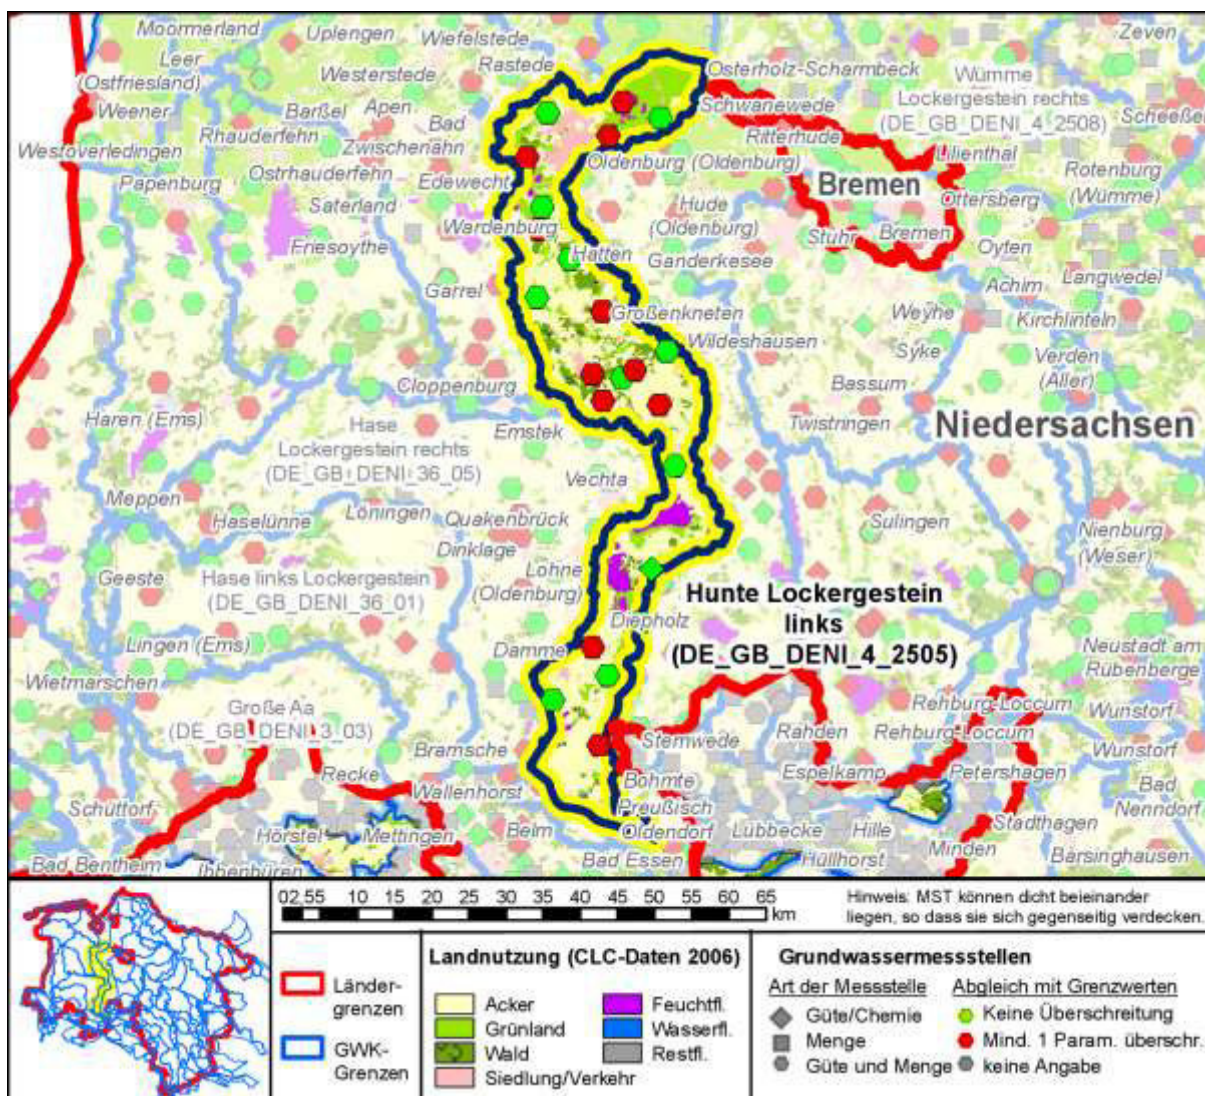 Moormerland
Uplengen
Wiefelstede
Zeven
Leer
(Ostfriesland)
Rastede
Westerstede
Osterholz-Scharmbeck
Wümme
Lockergestein rechts
(DE_GB_DENI_4_2508)
Weener
Barßel
Apen
Bad
Zwischenahn
Schwanewede
Scheeßel
Rhauderfehn
Ritterhude
Westoverledingen
Ostrhauderfehn
Edewecht
Oldenburg (Oldenburg)
Lilienthal
Rotenburg
(Wümme)
Papenburg
Bremen
Ottersberg
Saterland
Hude
(Oldenburg)
Wardenburg
Stuhr
Bremen
Friesoythe
Hatten
Ganderkesee
Oyten
Langwedel
Achim
Garrel
Großenkneten
Weyhe
Kirchlinteln
Wildeshausen
Syke
Verden
(Aller)
Cloppenburg
Bassum
Haren (Ems)
Hase
Lockergestein rechts
(DE_GB_DENI_36_05)
Emstek
Twistringen
Niedersachsen
Vechta
Meppen
Löningen
Quakenbrück
Haselünne
Sulingen
Nienburg
(Weser)
Dinklage
Geeste
Hase links Lockergestein
(DE_GB_DENI_36_01)
Lohne
(Oldenburg)
Hunte Lockergestein
links
(DE_GB_DENI_4_2505)
Diepholz
Lingen (Ems)
Damme
Neustadt am
Rübenberge
Wietmarschen
Große Aa
(DE_GB_DENI_3_03)
Rehburg-Loccum
Wunstorf
Bramsche
Stemwede
Rahden
Rehburg-Loccum
Wunstorf
Recke
Espelkamp
Petershagen
Wallenhorst
Bohmte
Bad
Nenndorf
Schüttorf
Preußisch
Oldendorf
Stadthagen
Hörstel
Mettingen
Belm
Lübbecke
Hille
Minden
Bad Bentheim
Ibbenbüren
Bad Essen
Hüllhorst
Barsinghausen
02,55 10 15 20 25 30 35 40 45 50 55 60 65
km
Hinweis: MST können dicht beieinander
liegen, so dass sie sich gegenseitig verdecken.
Länder-
grenzen
GWK-
Grenzen
Landnutzung (CLC-Daten 2006)
Acker
Feuchtfl.
Grünland
Wasserfl.
Wald
Restfl.
Siedlung/Verkehr
Grundwassermessstellen
Art der Messstelle
Abgleich mit Grenzwerten
Güte/Chemie
Keine Überschreitung
Menge
Mind. 1 Param. überschr.
Güte und Menge
keine Angabe